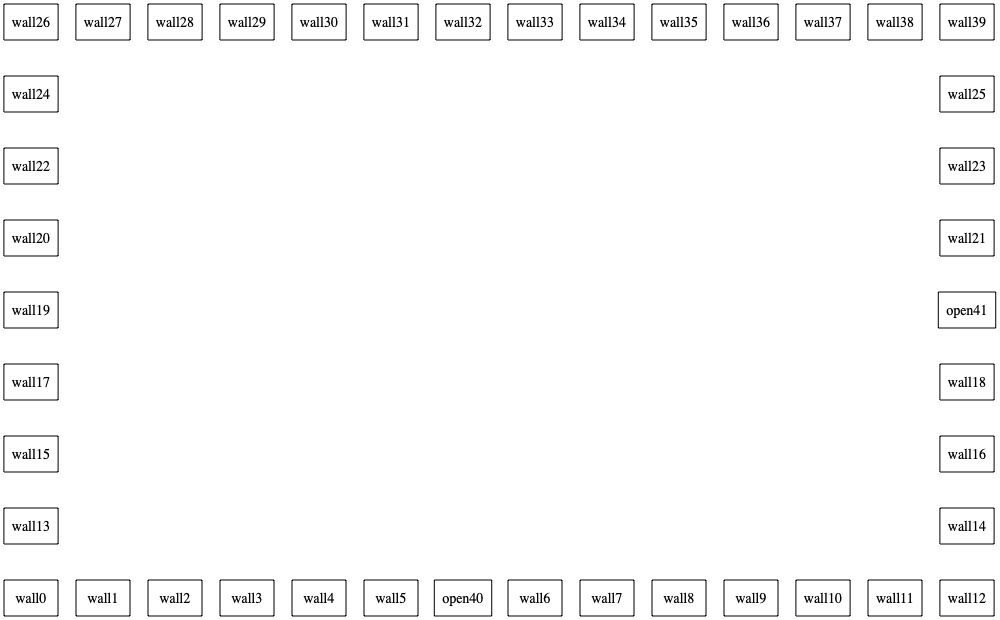 wall26 wall27 wall28 wall29 wall30 wall31 wall32 wall33 wall34 wall35 wall36 wall37 wall38 wall39
wall24 wall25
wall22 wall23
wall20 wall21
wall19 open41
wall17 wall18
wall15 wall16
wall13 wall14
wall0 wall1 wall2 wall3 wall4 wall5 open40 wall6 wall7 wall8 wall9 wall10 wall11 wall12